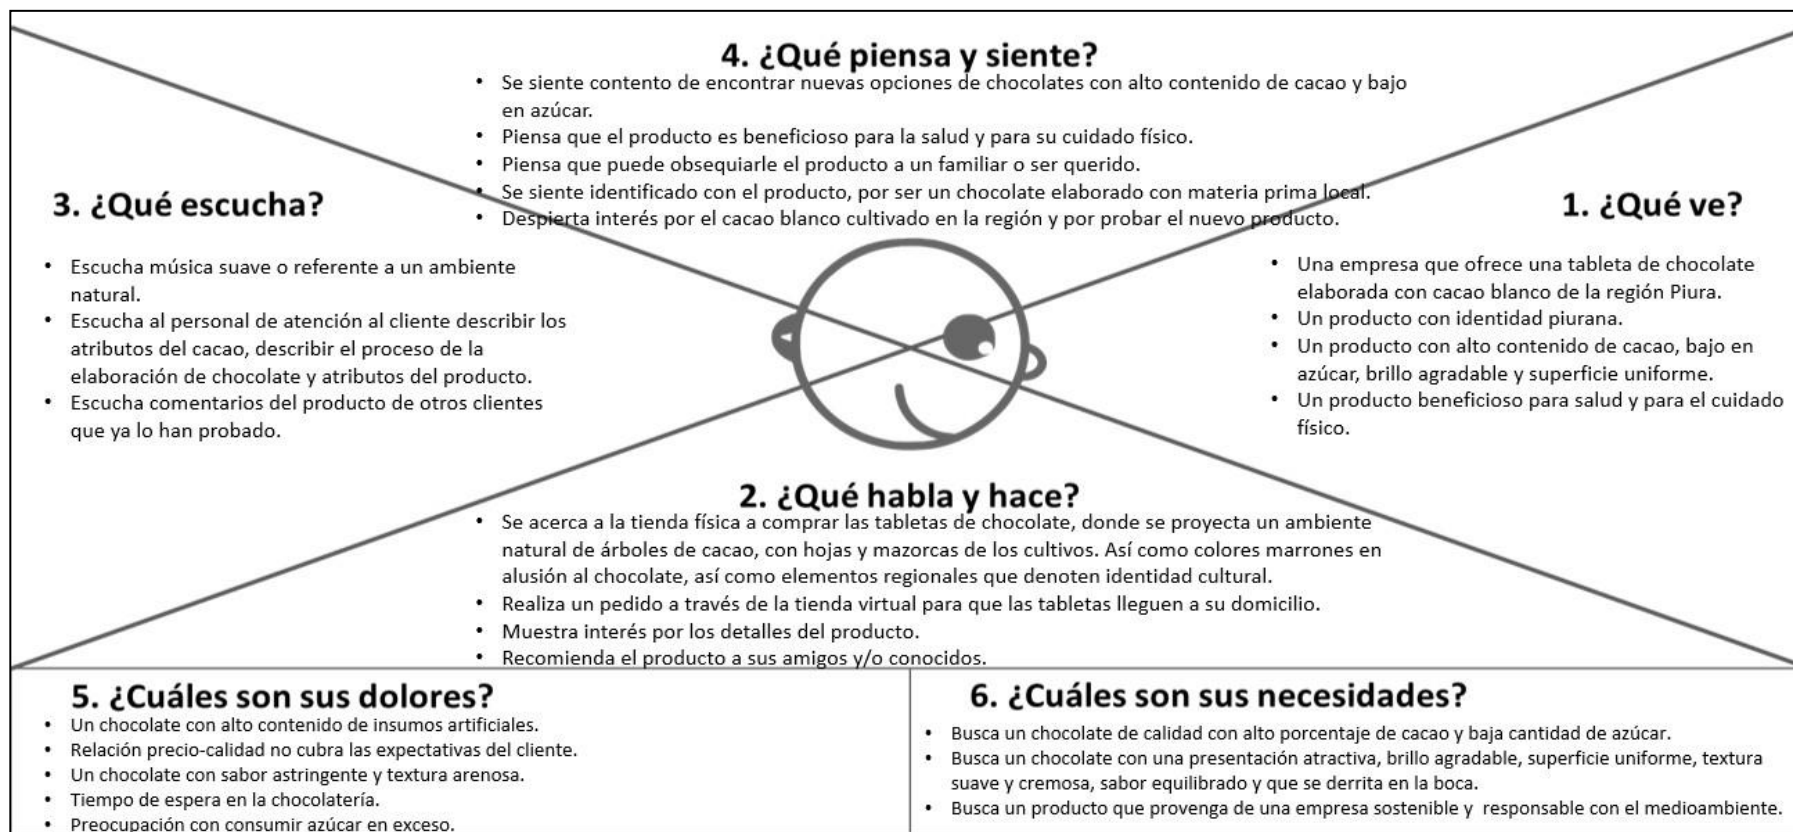 4. ¿Qué piensa y siente?
• Se siente contento de encontrar nuevas opciones de chocolates con alto contenido de cacao y bajo
en azúcar.
• Piensa que el producto es beneficioso para la salud y para su cuidado físico.
• Piensa que puede obsequiarle el producto a un familiar o ser querido.
• Se siente identificado con el producto, por ser un chocolate elaborado con materia prima local.
• Despierta interés por el cacao blanco cultivado en la región y por probar el nuevo producto.
3. ¿Qué escucha?
• Escucha música suave o referente a un ambiente
natural.
• Escucha al personal de atención al cliente describir los
atributos del cacao, describir el proceso de la
elaboración de chocolate y atributos del producto.
• Escucha comentarios del producto de otros clientes
que ya lo han probado.
1. ¿Qué ve?
• Una empresa que ofrece una tableta de chocolate
elaborada con cacao blanco de la región Piura.
• Un producto con identidad piurana.
• Un producto con alto contenido de cacao, bajo en
azúcar, brillo agradable y superficie uniforme.
• Un producto beneficioso para salud y para el cuidado
físico.
2. ¿Qué habla y hace?
• Se acerca a la tienda física a comprar las tabletas de chocolate, donde se proyecta un ambiente
natural de árboles de cacao, con hojas y mazorcas de los cultivos. Así como colores marrones en
alusión al chocolate, así como elementos regionales que denoten identidad cultural.
• Realiza un pedido a través de la tienda virtual para que las tabletas lleguen a su domicilio.
• Muestra interés por los detalles del producto.
• Recomienda el producto a sus amigos y/o conocidos.
5. ¿Cuáles son sus dolores?
• Un chocolate con alto contenido de insumos artificiales.
• Relación precio-calidad no cubra las expectativas del cliente.
• Un chocolate con sabor astringente y textura arenosa.
• Tiempo de espera en la chocolatería.
• Preocupación con consumir azúcar en exceso.
6. ¿Cuáles son sus necesidades?
• Busca un chocolate de calidad con alto porcentaje de cacao y baja cantidad de azúcar.
• Busca un chocolate con una presentación atractiva, brillo agradable, superficie uniforme, textura
suave y cremosa, sabor equilibrado y que se derrita en la boca.
• Busca un producto que provenga de una empresa sostenible y responsable con el medioambiente.